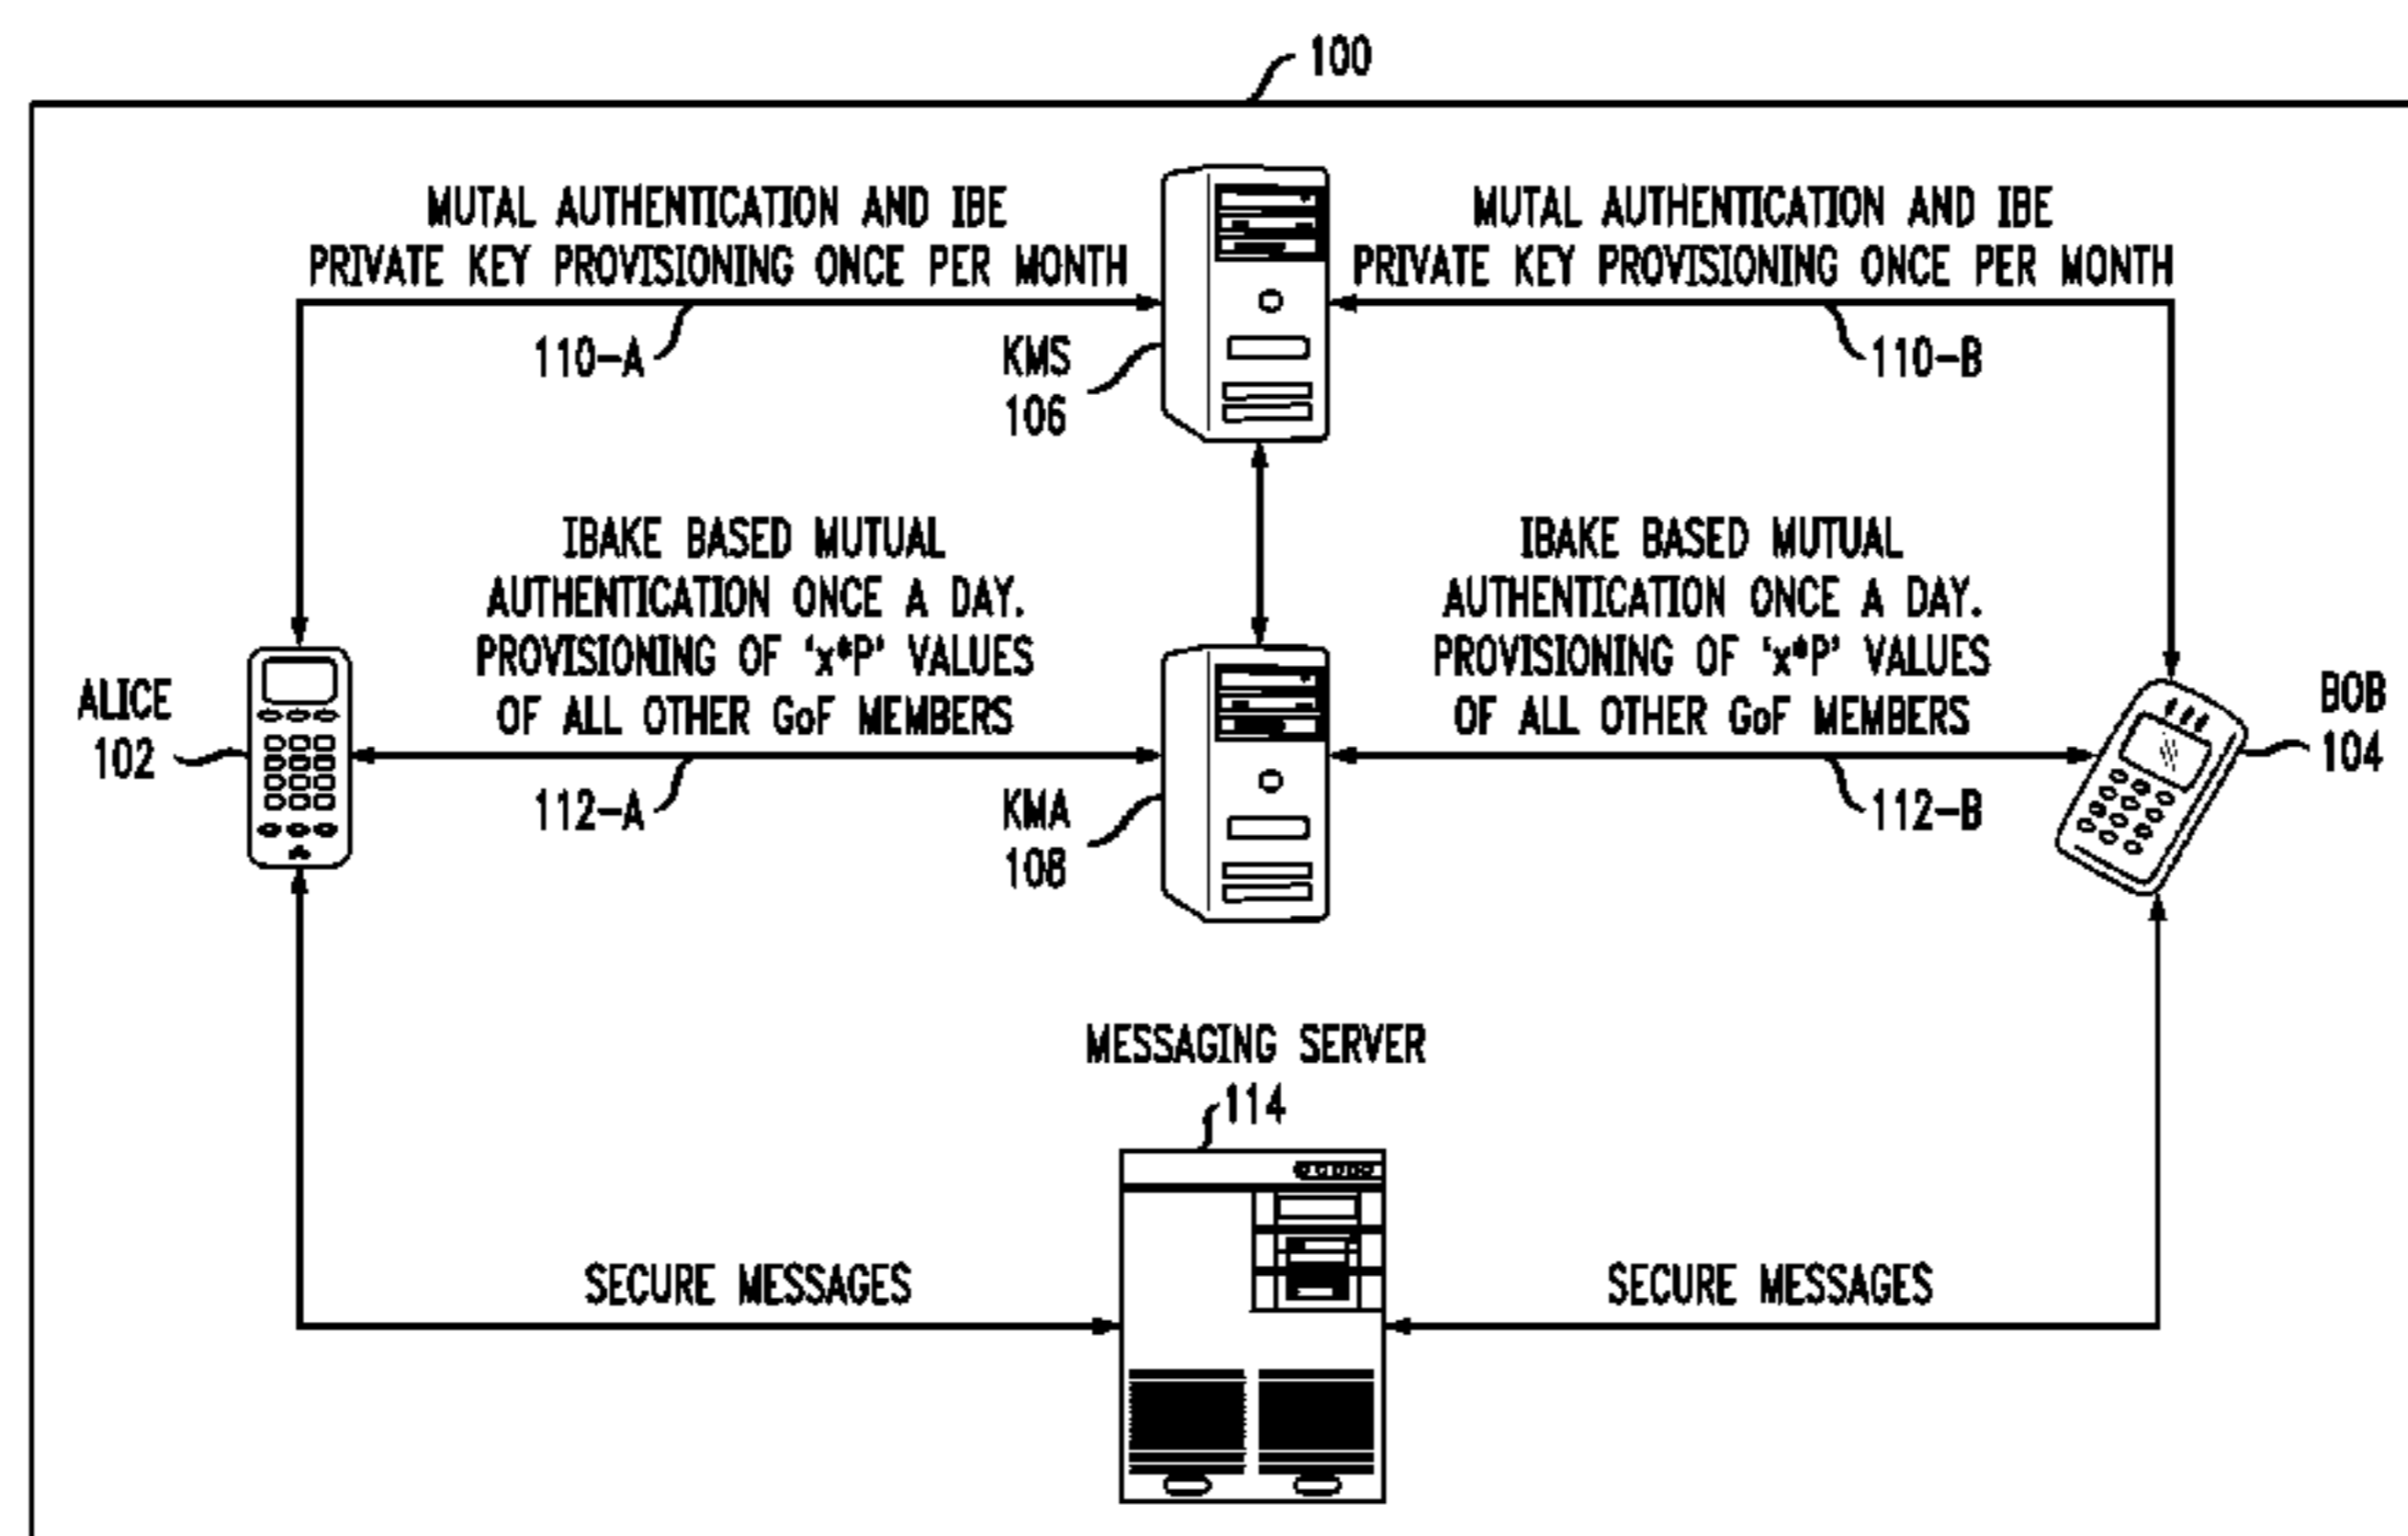 100
MUTAL AUTHENTICATION AND IBE
PRIVATE KEY PROVISIONING ONCE PER MONTH
110-A
KMS
106
MUTAL AUTHENTICATION AND IBE
PRIVATE KEY PROVISIONING ONCE PER MONTH
110-B
IBAKE BASED MUTUAL
AUTHENTICATION ONCE A DAY.
PROVISIONING OF 'x*P' VALUES
OF ALL OTHER GoF MEMBERS
112-A
ALICE
102
KMA
108
IBAKE BASED MUTUAL
AUTHENTICATION ONCE A DAY.
PROVISIONING OF 'x*P' VALUES
OF ALL OTHER GoF MEMBERS
112-B
BOB
104
MESSAGING SERVER
114
SECURE MESSAGES
SECURE MESSAGES